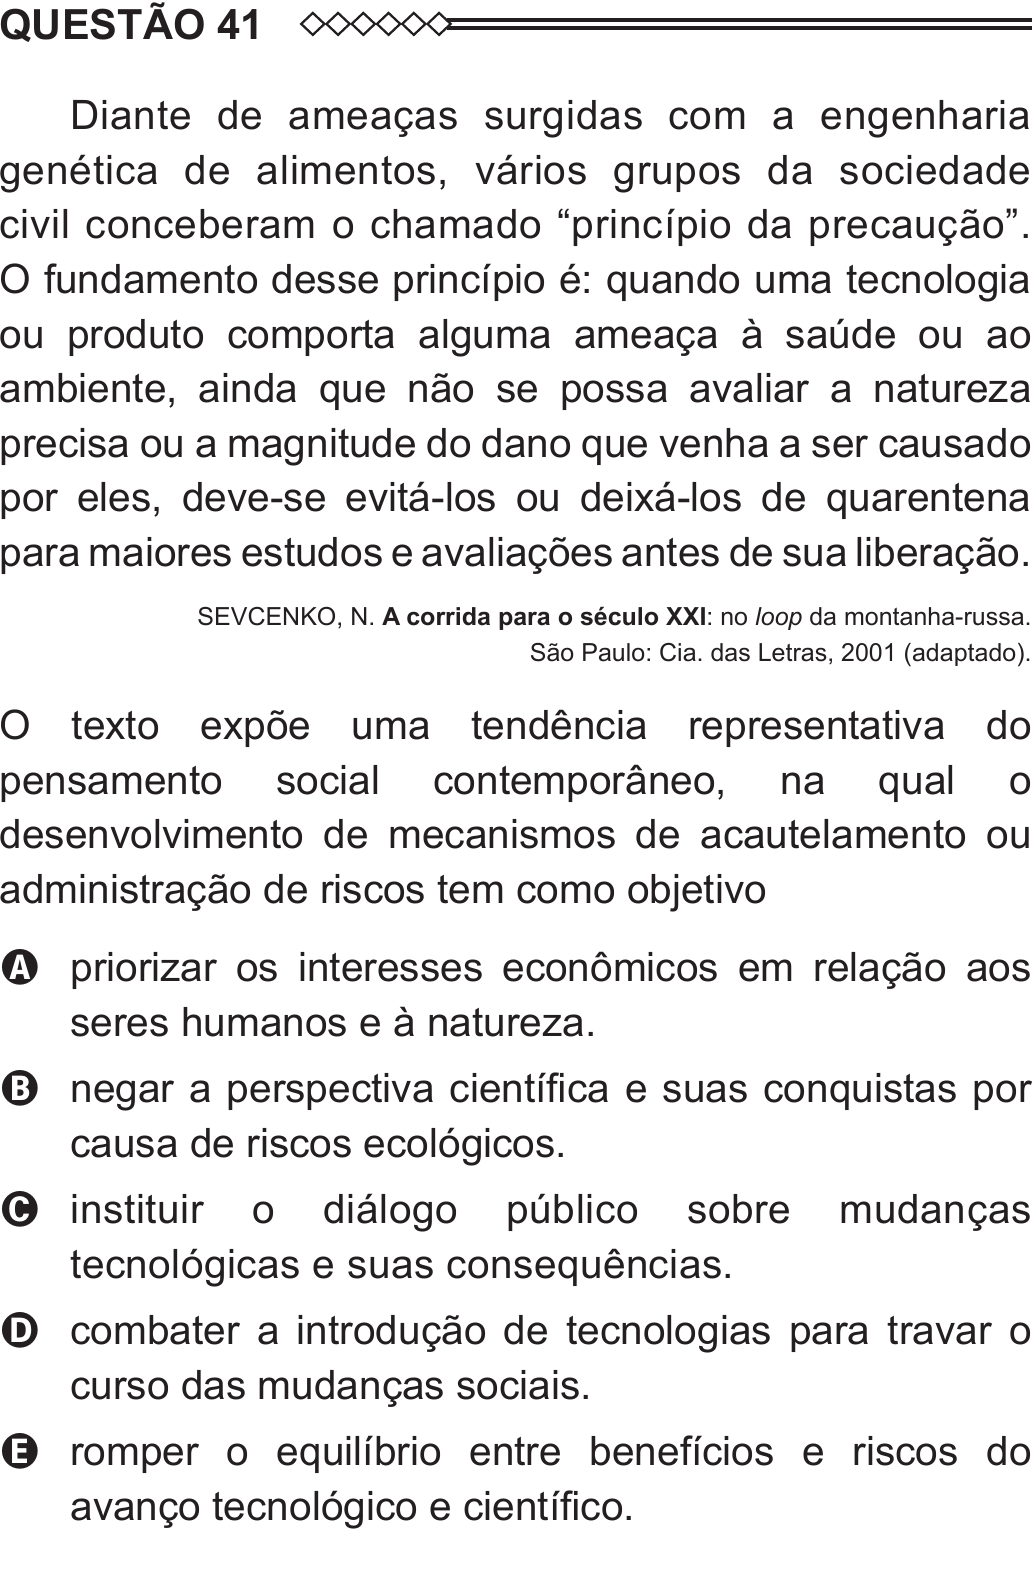 QUESTÃO 41
Diante de ameaças surgidas com a engenharia
genética de alimentos, vários grupos da sociedade
civil conceberam o chamado “princípio da precaução”.
O fundamento desse princípio é: quando uma tecnologia
ou produto comporta alguma ameaça à saúde ou ao
ambiente, ainda que não se possa avaliar a natureza
precisa ou a magnitude do dano que venha a ser causado
por eles, deve-se evitá-los ou deixá-los de quarentena
para maiores estudos e avaliações antes de sua liberação.
SEVCENKO, N. A corrida para o século XXI: no loop da montanha-russa.
São Paulo: Cia. das Letras, 2001 (adaptado).
O texto expõe uma tendência representativa do
pensamento social contemporâneo, na qual o
desenvolvimento de mecanismos de acautelamento ou
administração de riscos tem como objetivo
A priorizar os interesses econômicos em relação aos
seres humanos e à natureza.
B negar a perspectiva científica e suas conquistas por
causa de riscos ecológicos.
C instituir o diálogo público sobre mudanças
tecnológicas e suas consequências.
D combater a introdução de tecnologias para travar o
curso das mudanças sociais.
E romper o equilíbrio entre benefícios e riscos do
avanço tecnológico e científico.